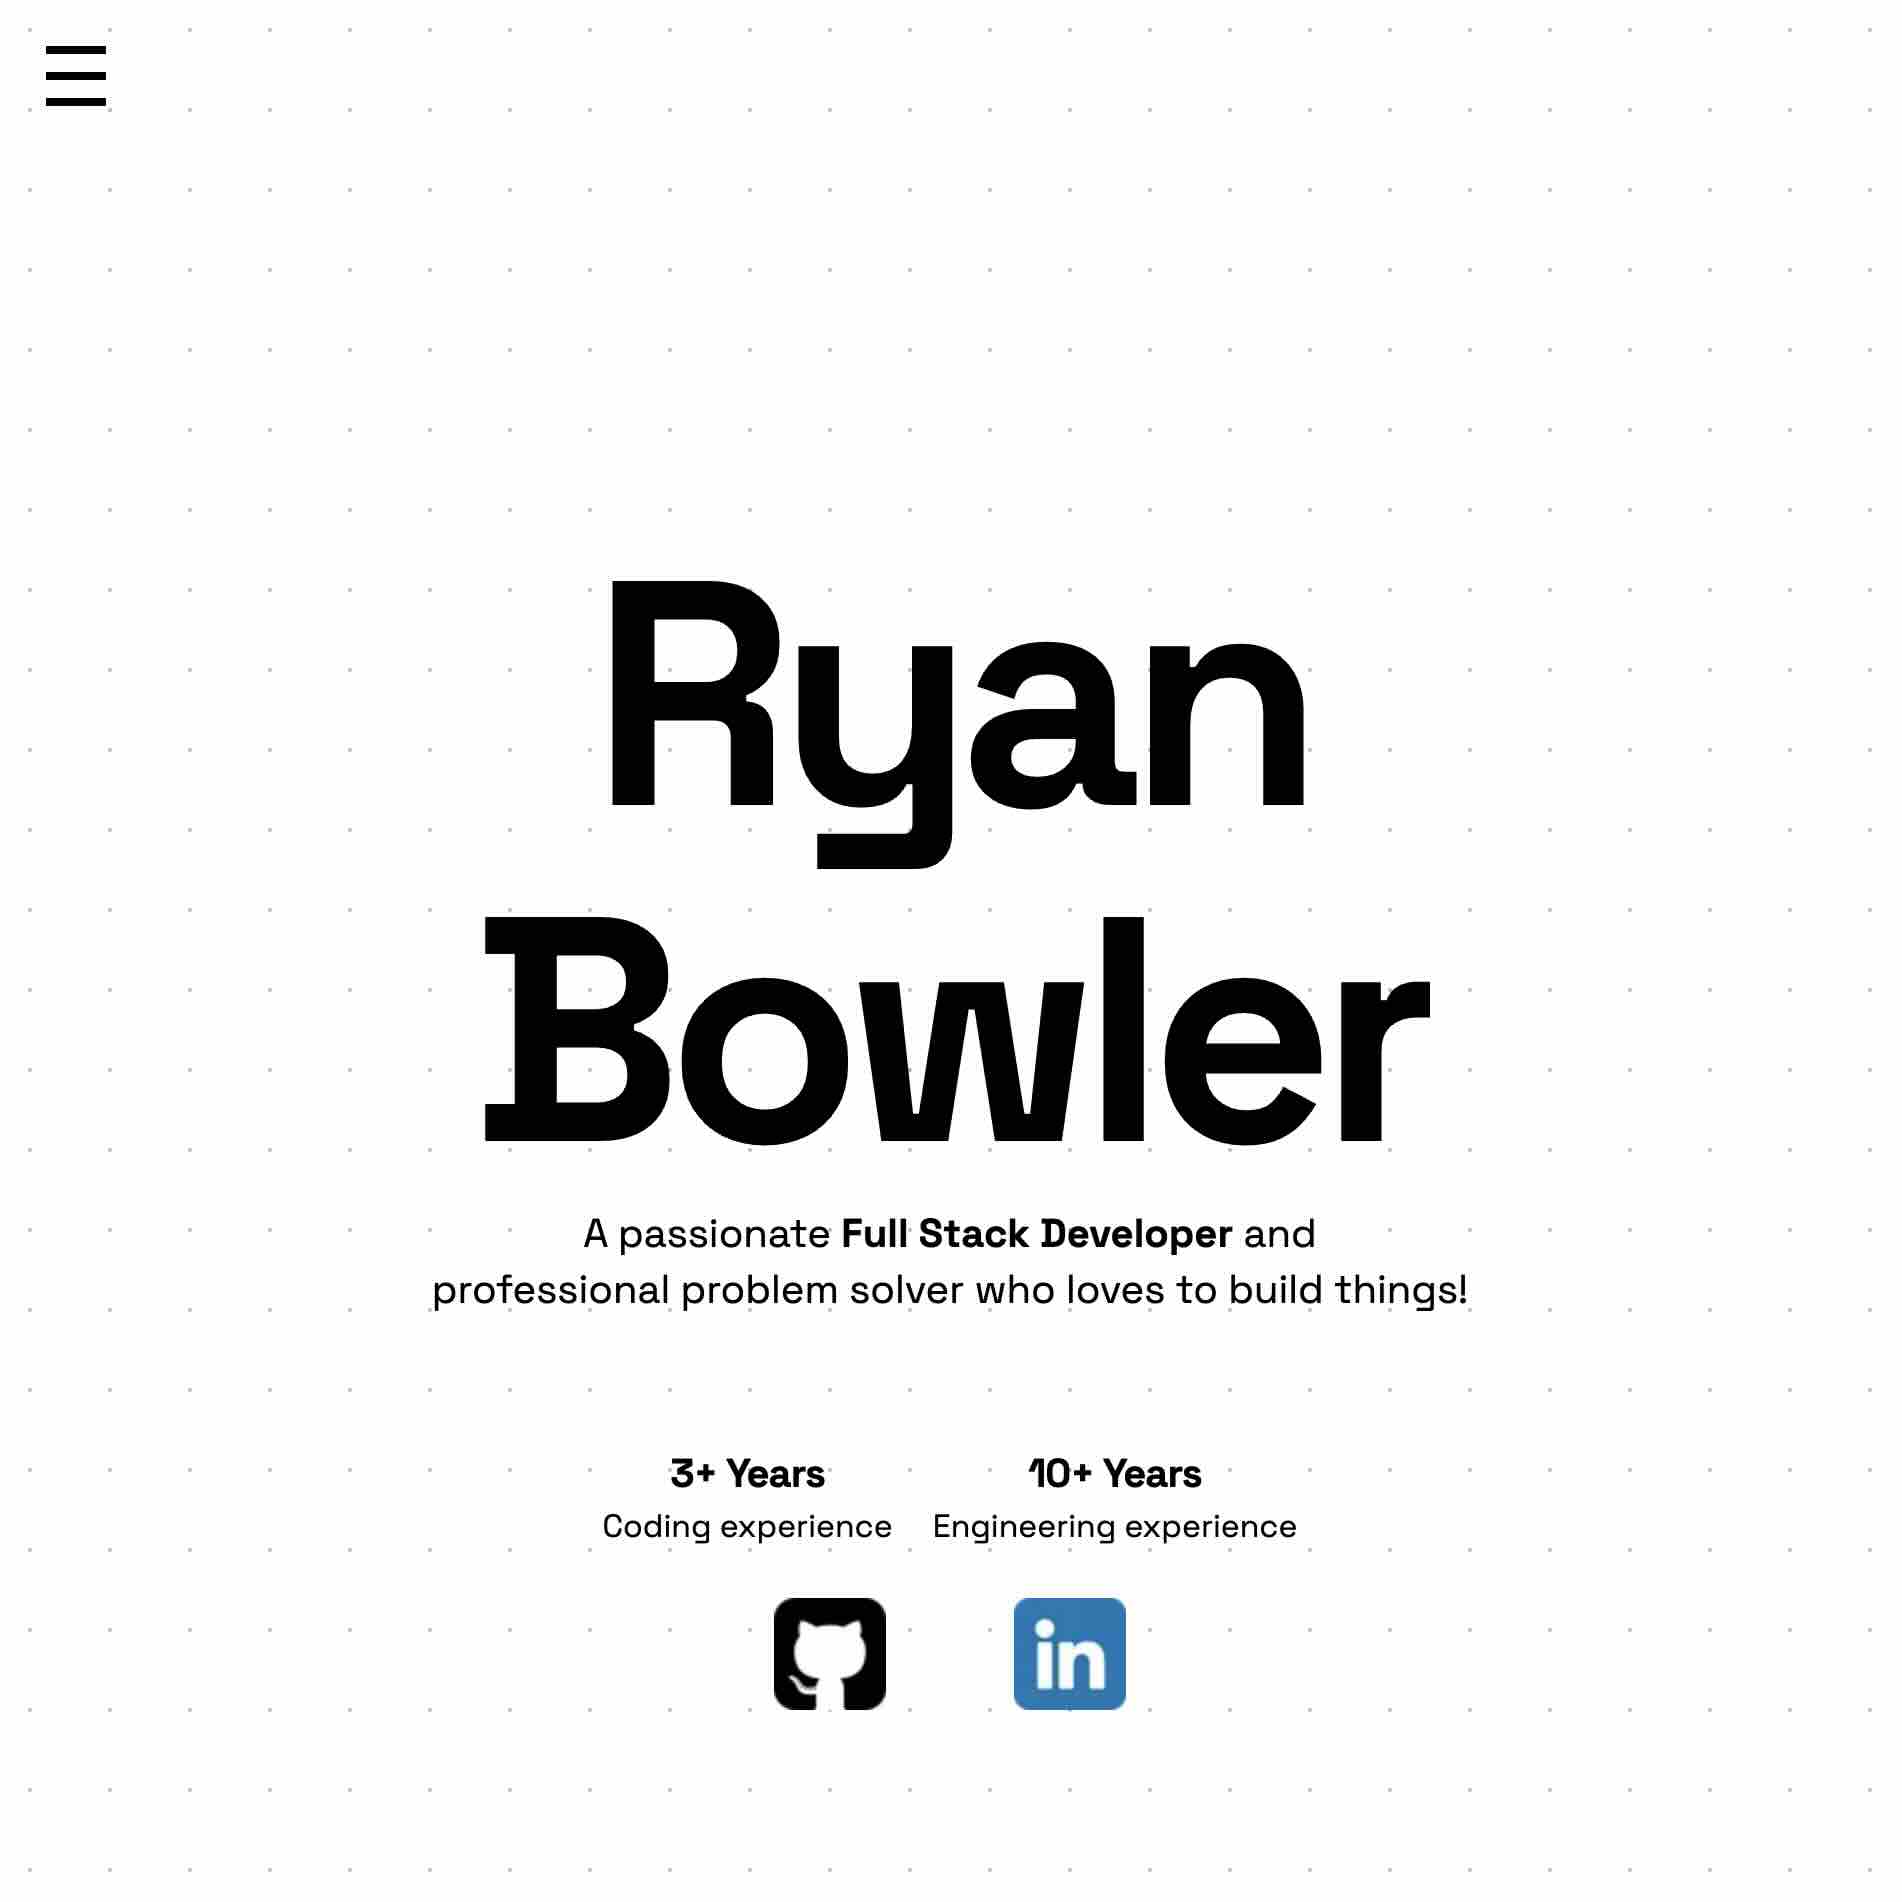 Ryan
Bowler
A passionate Full Stack Developer and
professional problem solver who loves to build things!
3+ Years
Coding experience
10+ Years
Engineering experience
in